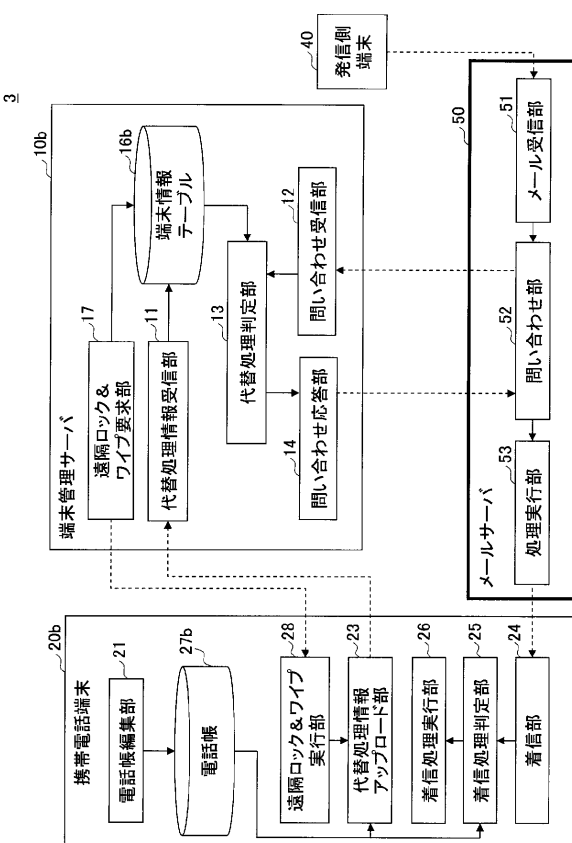 3
20b
携帯電話端末
21
電話帳編集部
27b
電話帳
28
遠隔ロック&ワイプ
実行部
23
代替処理情報
アップロード部
26
着信処理実行部
25
着信処理判定部
24
着信部
10b
端末管理サーバ
17
遠隔ロック&
ワイプ要求部
11
代替処理情報受信部
16b
端末情報
テーブル
13
代替処理判定部
12
問い合わせ受信部
14
問い合わせ応答部
40
発信側
端末
50
メールサーバ
51
メール受信部
52
問い合わせ部
53
処理実行部